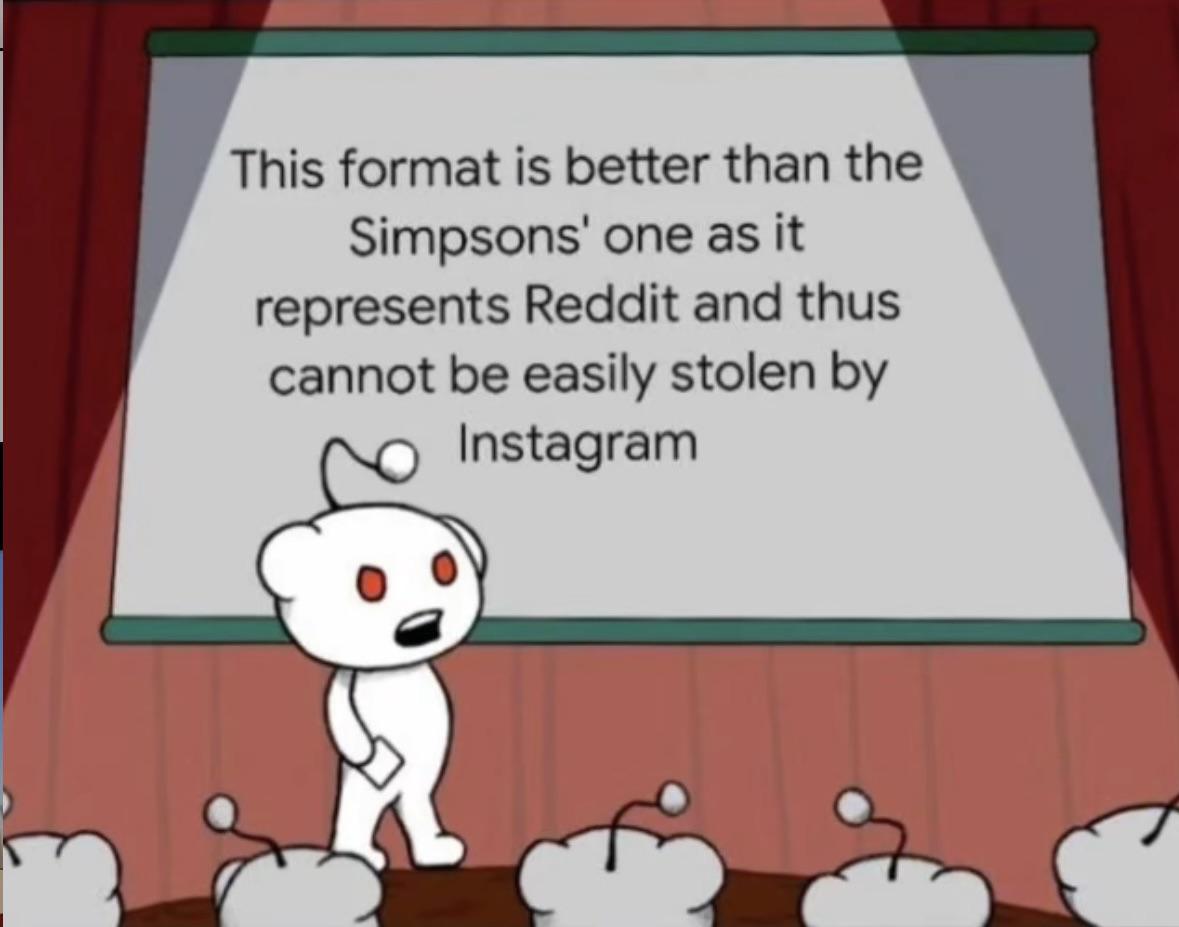 This format is better than the
Simpsons' one as it
represents Reddit and thus
cannot be easily stolen by
Instagram